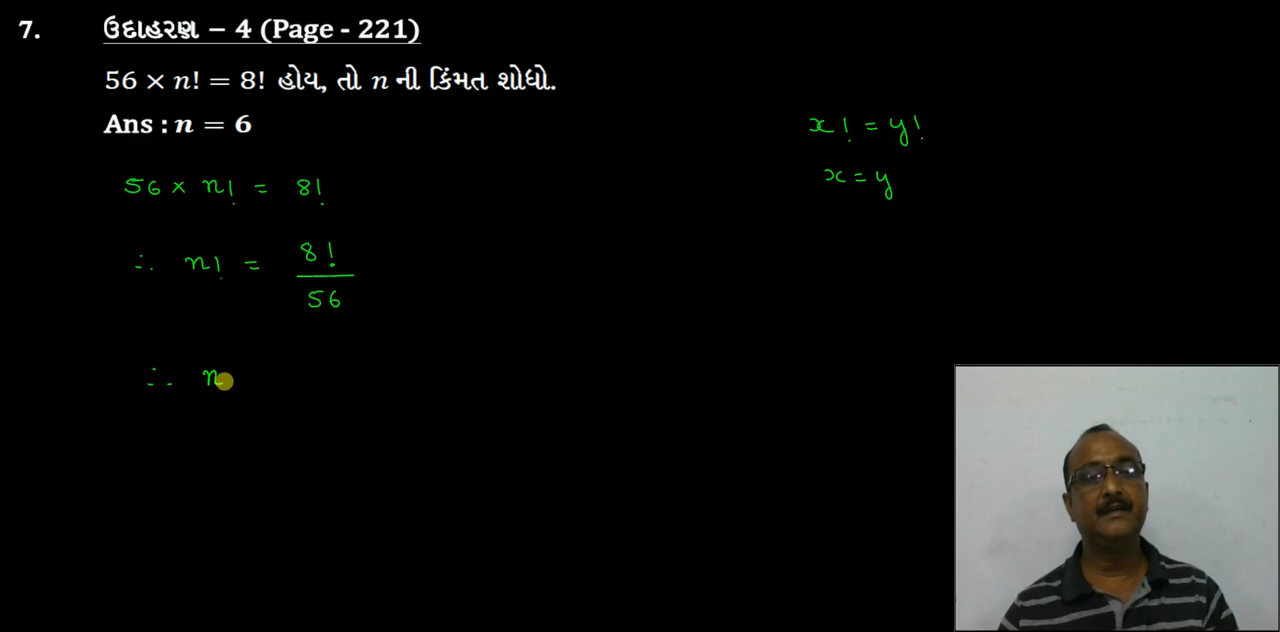 7. ઉદાહરણ – 4 (Page - 221)
56 × n! = 8! હોય, તો n ની કિંમત શોધો.
Ans : n = 6
56 × n! = 8!
∴ n! = 8! / 56
∴ n
x! = y!
x = y